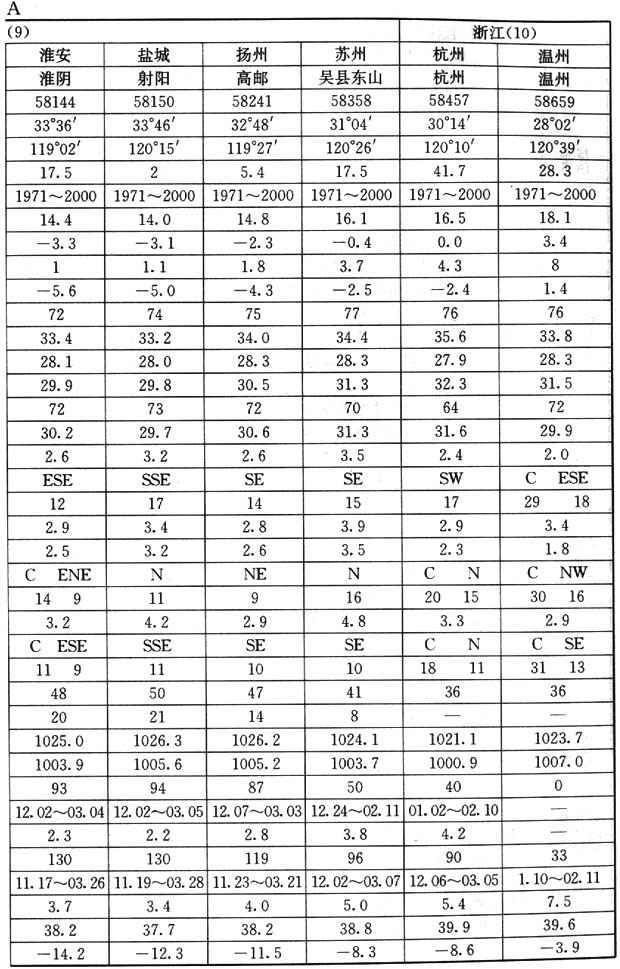 A
(9) 浙江(10)
淮安 盐城 扬州 苏州 杭州 温州
淮阴 射阳 高邮 吴县东山 杭州 温州
58144 58150 58241 58358 58457 58659
33°36′ 33°46′ 32°48′ 31°04′ 30°14′ 28°02′
119°02′ 120°15′ 119°27′ 120°26′ 120°10′ 120°39′
17.5 2 5.4 17.5 41.7 28.3
1971～2000 1971～2000 1971～2000 1971～2000 1971～2000 1971～2000
14.4 14.0 14.8 16.1 16.5 18.1
－3.3 －3.1 －2.3 －0.4 0.0 3.4
1 1.1 1.8 3.7 4.3 8
－5.6 －5.0 －4.3 －2.5 －2.4 1.4
72 74 75 77 76 76
33.4 33.2 34.0 34.4 35.6 33.8
28.1 28.0 28.3 28.3 27.9 28.3
29.9 29.8 30.5 31.3 32.3 31.5
72 73 72 70 64 72
30.2 29.7 30.6 31.3 31.6 29.9
2.6 3.2 2.6 3.5 2.4 2.0
ESE SSE SE SE SW C ESE
12 17 14 15 17 29 18
2.9 3.4 2.8 3.9 2.9 3.4
2.5 3.2 2.6 3.5 2.3 1.8
C ENE N NE N C N C NW
14 9 11 9 16 20 15 30 16
3.2 4.2 2.9 4.8 3.3 2.9
C ESE SSE SE SE C N C SE
11 9 11 10 10 18 11 31 13
48 50 47 41 36 36
20 21 14 8 — —
1025.0 1026.3 1026.2 1024.1 1021.1 1023.7
1003.9 1005.6 1005.2 1003.7 1000.9 1007.0
93 94 87 50 40 0
12.02～03.04 12.02～03.05 12.07～03.03 12.24～02.11 01.02～02.10 —
2.3 2.2 2.8 3.8 4.2 —
130 130 119 96 90 33
11.17～03.26 11.19～03.28 11.23～03.21 12.02～03.07 12.06～03.05 1.10～02.11
3.7 3.4 4.0 5.0 5.4 7.5
38.2 37.7 38.2 38.8 39.9 39.6
－14.2 －12.3 －11.5 －8.3 －8.6 －3.9